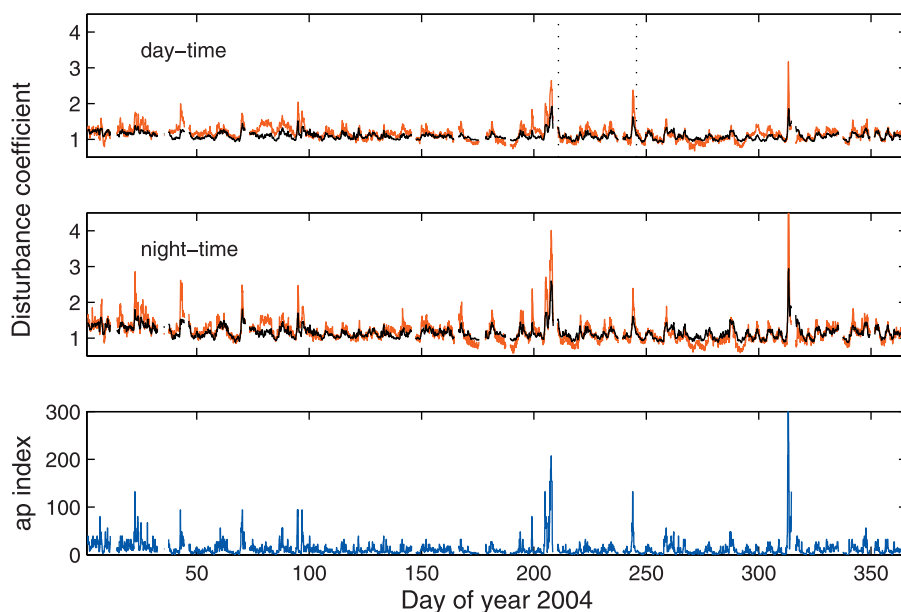 4
day−time
3
2
1
Disturbance coefficient
4
night−time
3
2
1
300
200
100
0
ap index
50 100 150 200 250 300 350
Day of year 2004